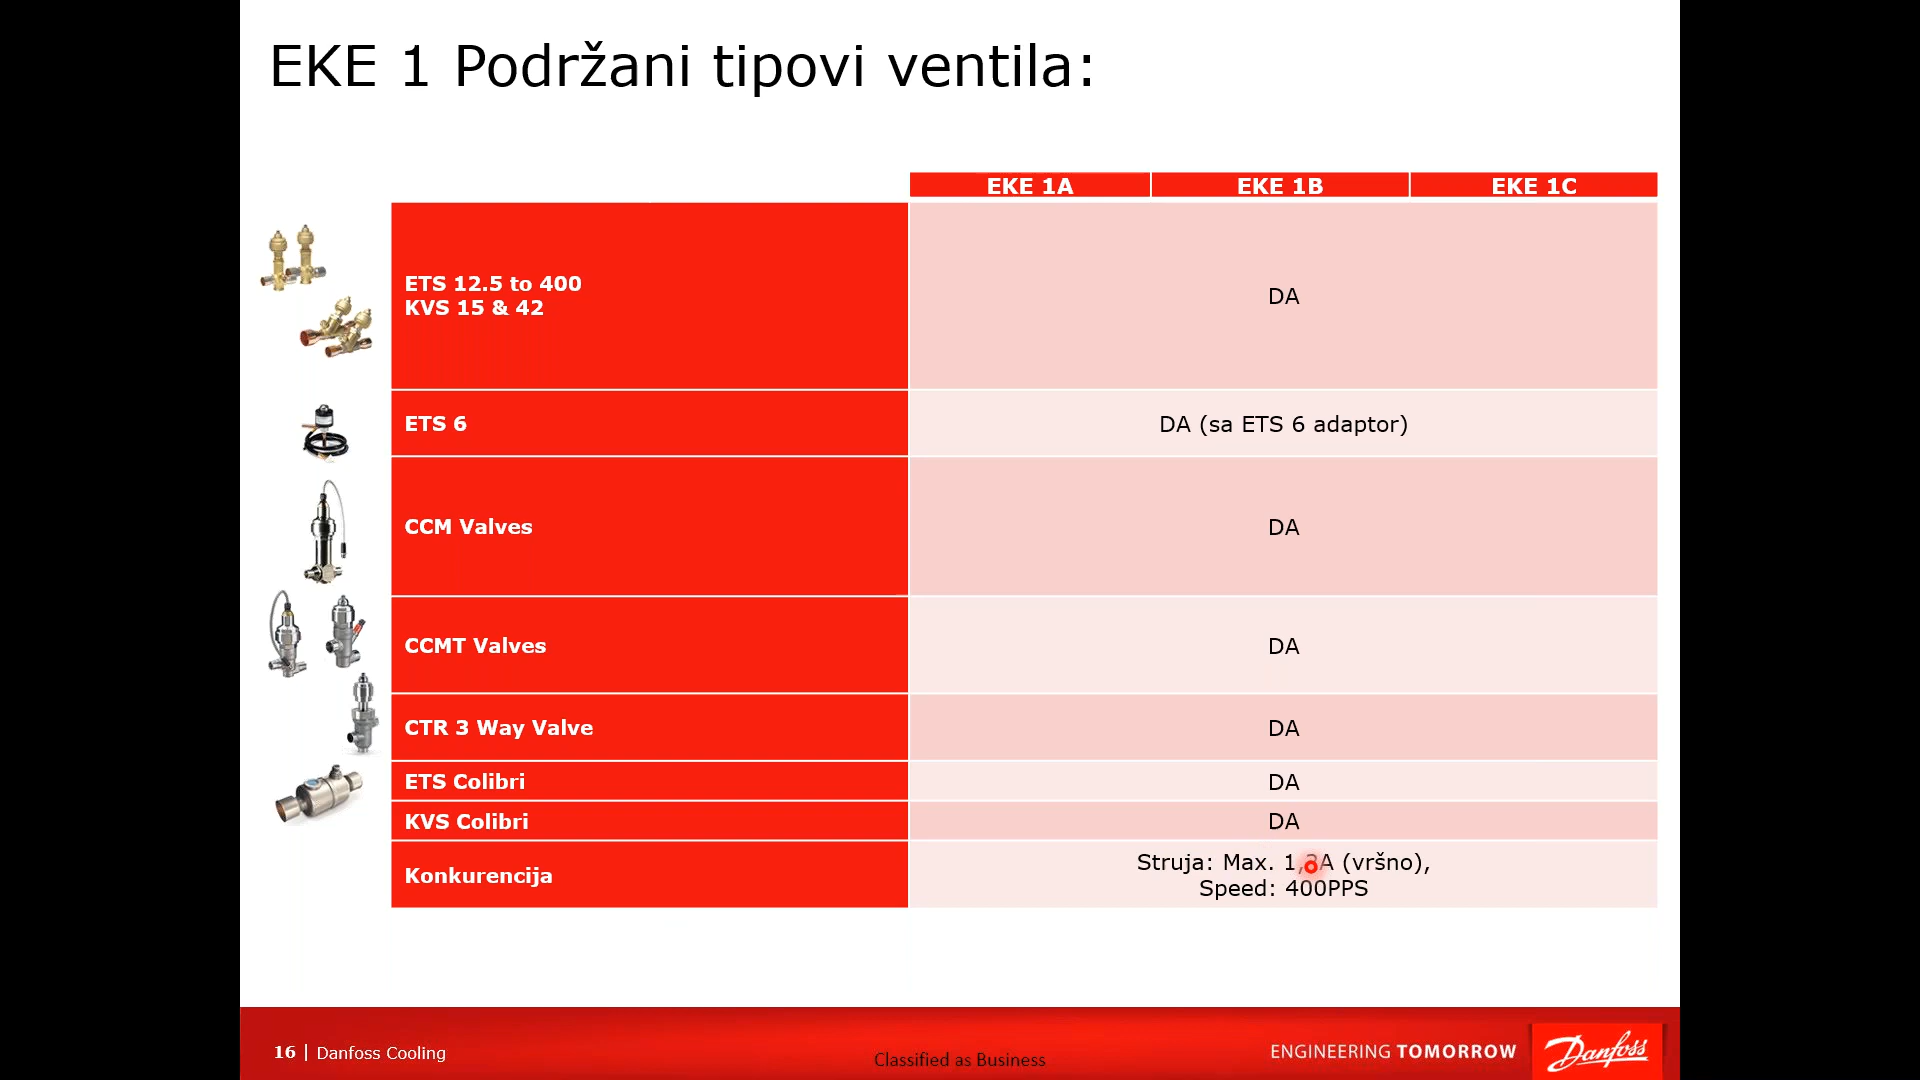 EKE 1 Podržani tipovi ventila:
EKE 1A EKE 1B EKE 1C
ETS 12.5 to 400
KVS 15 & 42
DA
ETS 6
DA (sa ETS 6 adaptor)
CCM Valves
DA
CCMT Valves
DA
CTR 3 Way Valve
DA
ETS Colibri
DA
KVS Colibri
DA
Konkurencija
Struja: Max. (vršno),
Speed: 400PPS
16 | Danfoss Cooling
Classified as Business
ENGINEERING TOMORROW
Danfoss